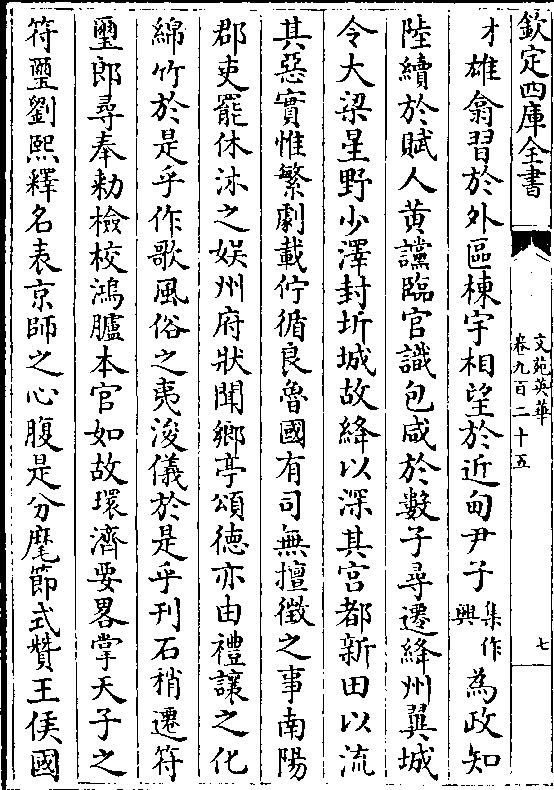 欽定四庫全書
文苑英華
卷九百二十五
七
才雄翕習於外區棟宇相望於近甸尹子集作興為政知
陸續於賦人黄讜臨官識包咸於數子尋遷絳州翼城
令大梁星野少澤封圻城故絳以深其宫都新田以流
其惡實惟繁劇載佇循良魯國有司無擅徵之事南陽
郡吏罷休沐之娱州府狀聞鄉亭頌德亦由禮讓之化
綿竹於是乎作歌風俗之夷浚儀於是乎刊石稍遷符
璽郎尋奉勅檢校鴻臚本官如故環濟要畧掌天子之
符璽劉熙釋名表京師之心腹是分麾節式贊王侯國